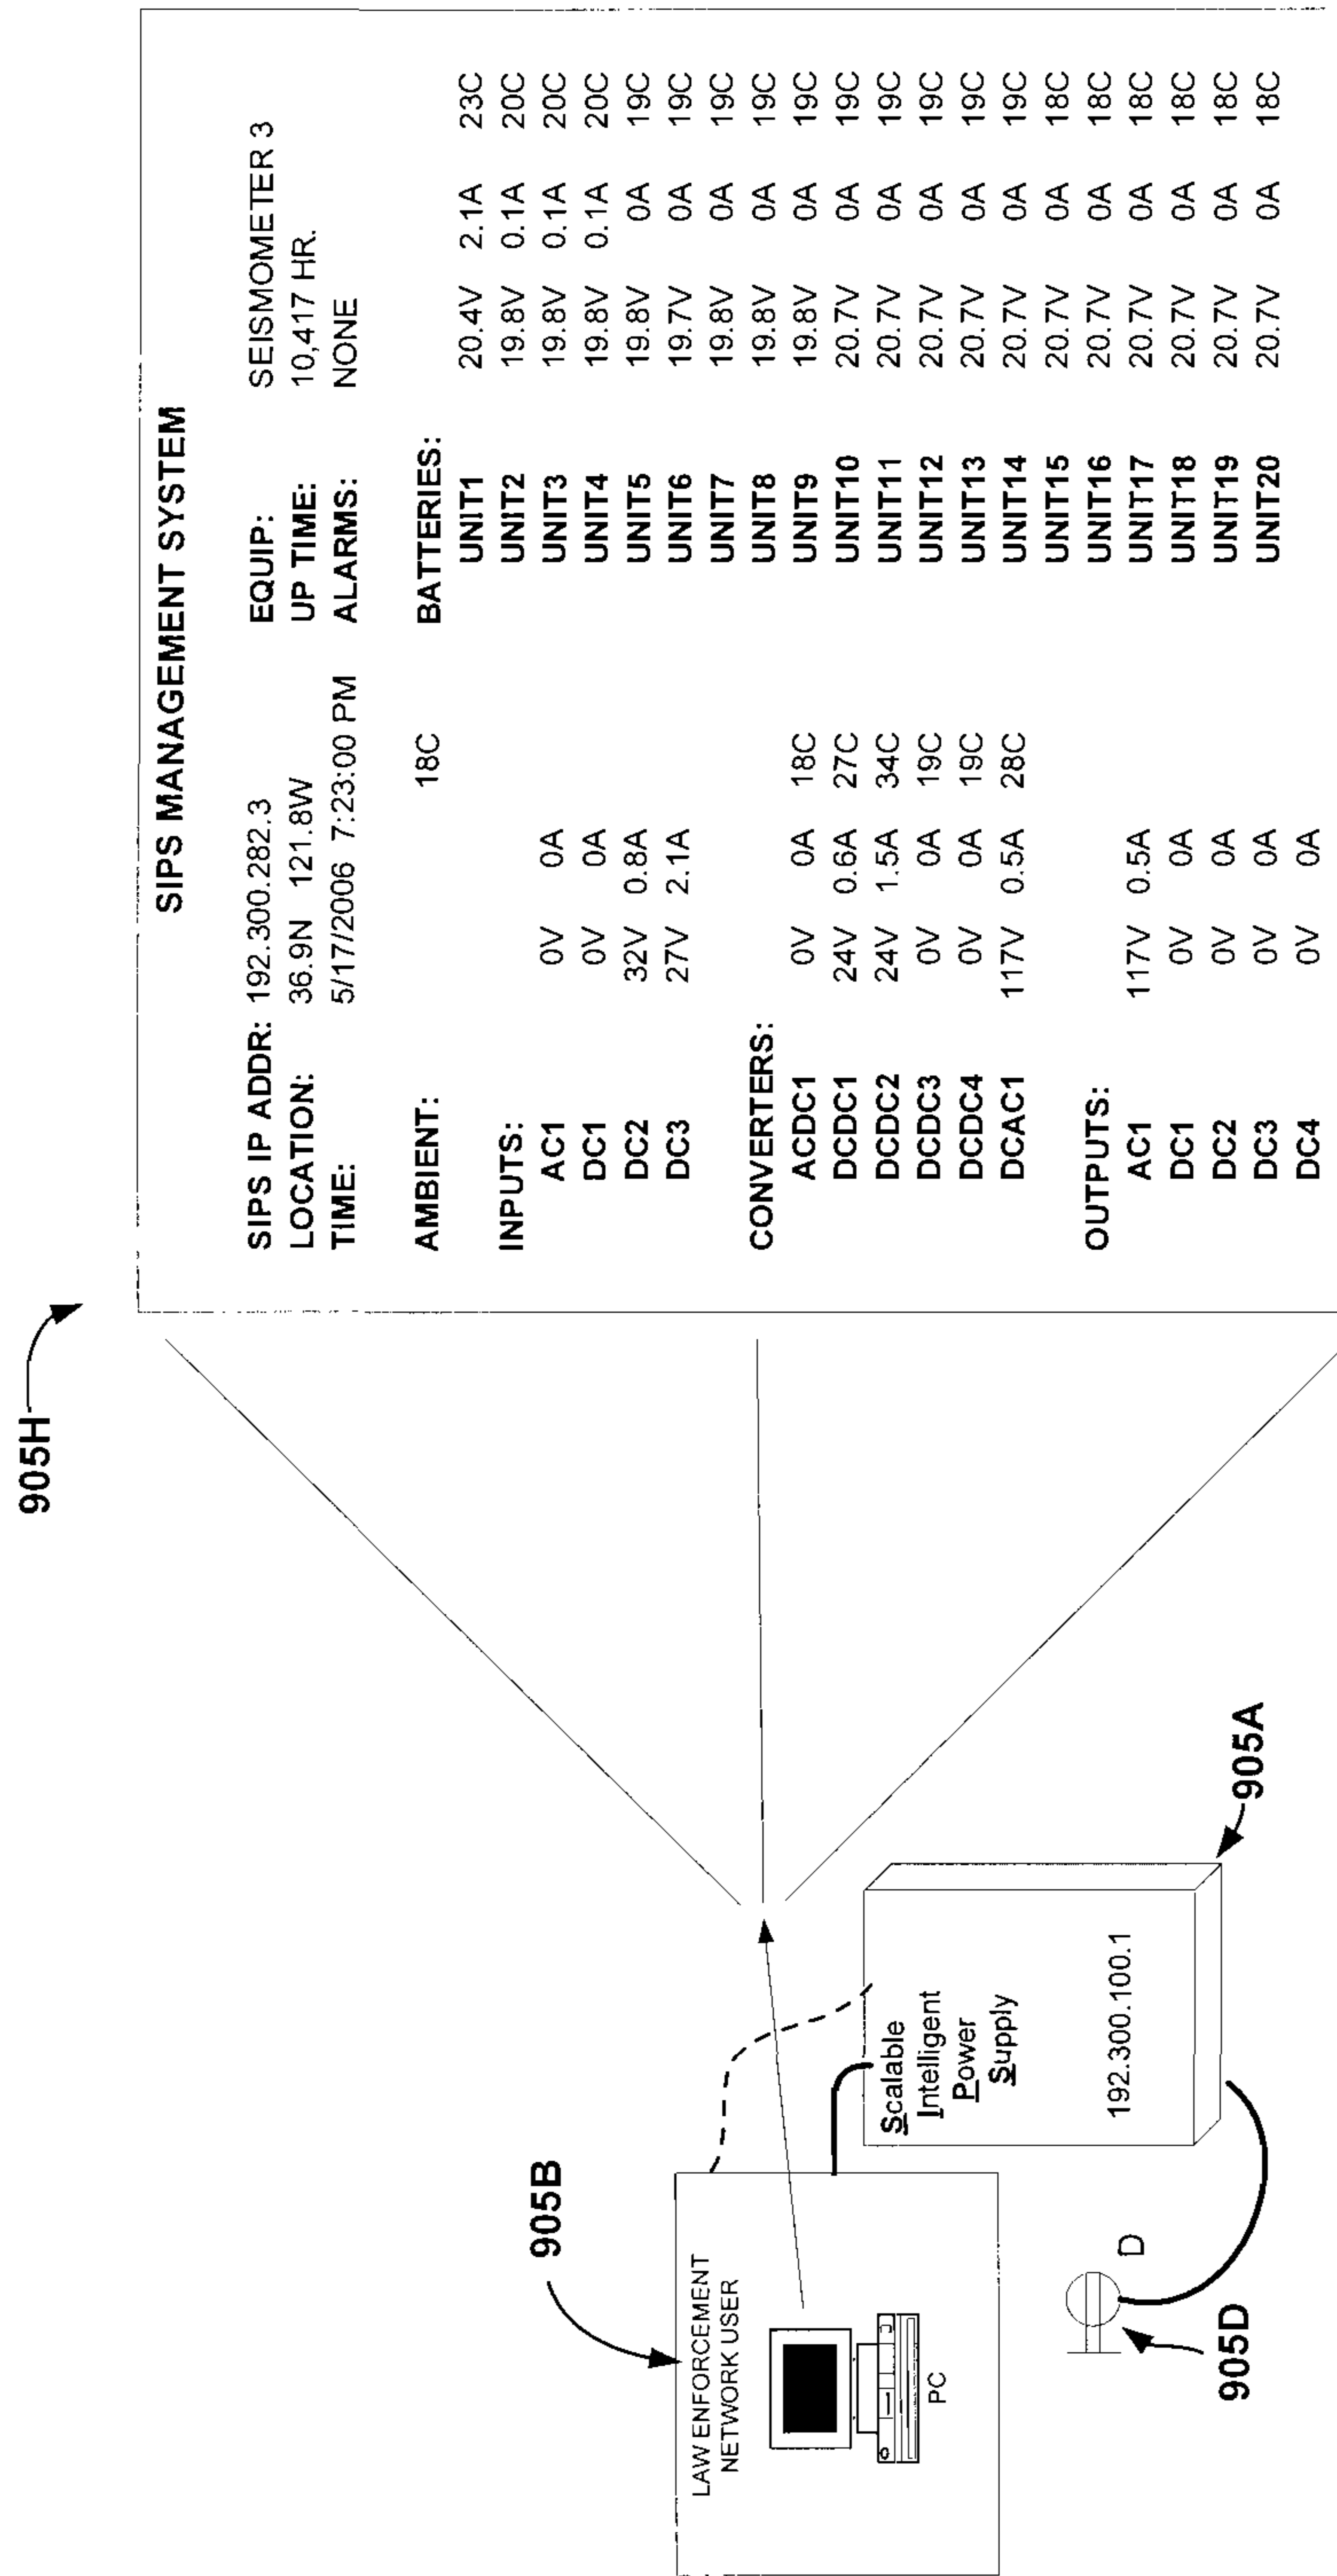 905H
SIPS MANAGEMENT SYSTEM
SIPS IP ADDR: 192.300.282.3 EQUIP: SEISMOMETER 3
LOCATION: 36.9N 121.8W UP TIME: 10,417 HR.
TIME: 5/17/2006 7:23:00 PM ALARMS: NONE
AMBIENT: 18C BATTERIES:
UNIT1 20.4V 2.1A 23C
INPUTS: UNIT2 19.8V 0.1A 20C
AC1 0V 0A UNIT3 19.8V 0.1A 20C
DC1 0V 0A UNIT4 19.8V 0.1A 20C
DC2 32V 0.8A UNIT5 19.8V 0A 19C
DC3 27V 2.1A UNIT6 19.7V 0A 19C
UNIT7 19.8V 0A 19C
CONVERTERS: UNIT8 19.8V 0A 19C
ACDC1 0V 0A 18C UNIT9 19.8V 0A 19C
DCDC1 24V 0.6A 27C UNIT10 20.7V 0A 19C
DCDC2 24V 1.5A 34C UNIT11 20.7V 0A 19C
DCDC3 0V 0A 19C UNIT12 20.7V 0A 19C
DCDC4 0V 0A 19C UNIT13 20.7V 0A 19C
DCAC1 117V 0.5A 28C UNIT14 20.7V 0A 19C
UNIT15 20.7V 0A 18C
OUTPUTS: UNIT16 20.7V 0A 18C
AC1 117V 0.5A UNIT17 20.7V 0A 18C
DC1 0V 0A UNIT18 20.7V 0A 18C
DC2 0V 0A UNIT19 20.7V 0A 18C
DC3 0V 0A UNIT20 20.7V 0A 18C
DC4 0V 0A
905B
LAW ENFORCEMENT
NETWORK USER
PC
Scalable
Intelligent
Power
Supply
192.300.100.1
905A
D
905D